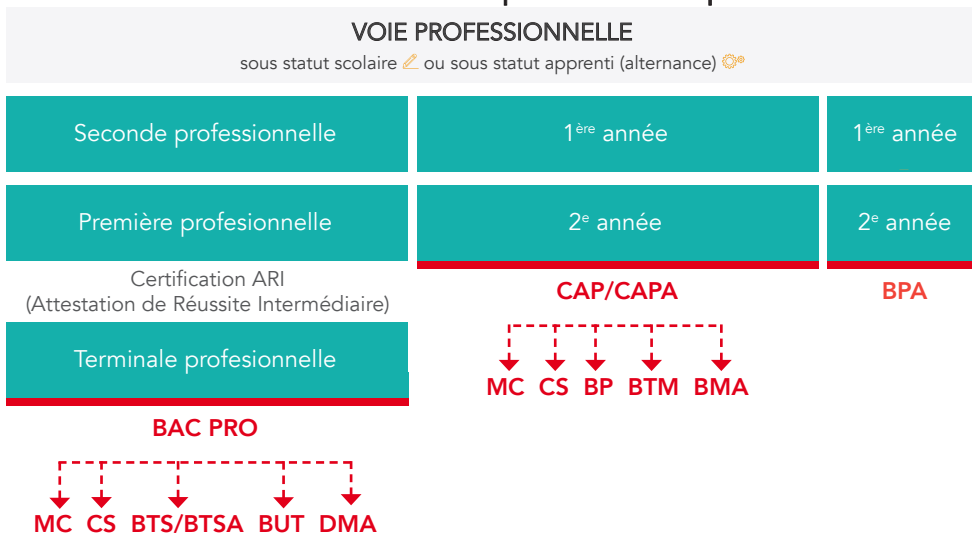 VOIE PROFESSIONNELLE
sous statut scolaire ou sous statut apprenti (alternance)
Seconde professionnelle
1ère année
1ère année
Première profesionnelle
2e année
2e année
Certification ARI
(Attestation de Réussite Intermédiaire)
CAP/CAPA
BPA
Terminale profesionnelle
MC CS BP BTM BMA
BAC PRO
MC CS BTS/BTSA BUT DMA